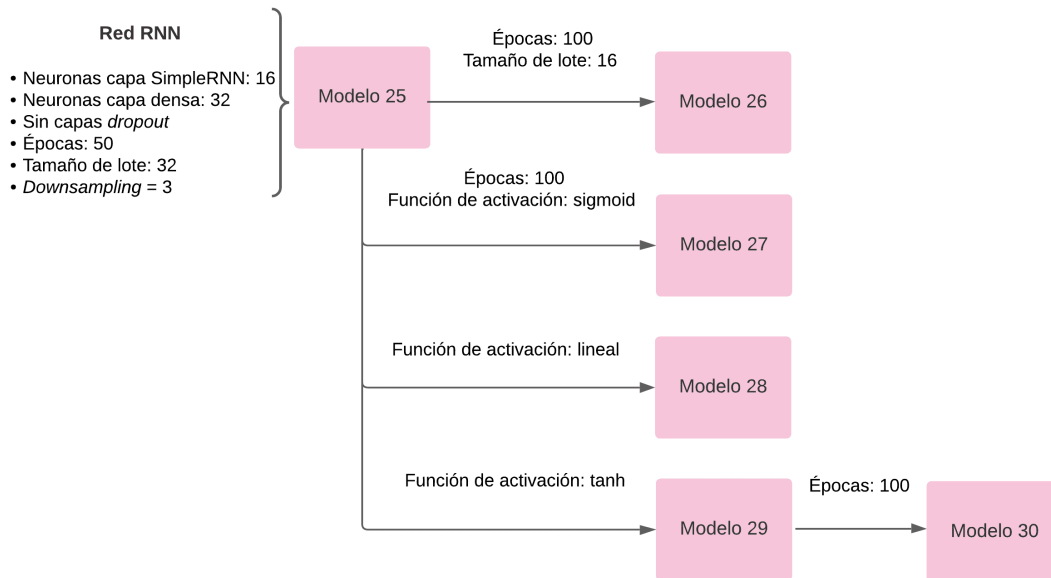 Red RNN
• Neuronas capa SimpleRNN: 16
• Neuronas capa densa: 32
• Sin capas dropout
• Épocas: 50
• Tamaño de lote: 32
• Downsampling = 3
Modelo 25
Épocas: 100
Tamaño de lote: 16
Modelo 26
Épocas: 100
Función de activación: sigmoid
Modelo 27
Función de activación: lineal
Modelo 28
Función de activación: tanh
Modelo 29
Épocas: 100
Modelo 30